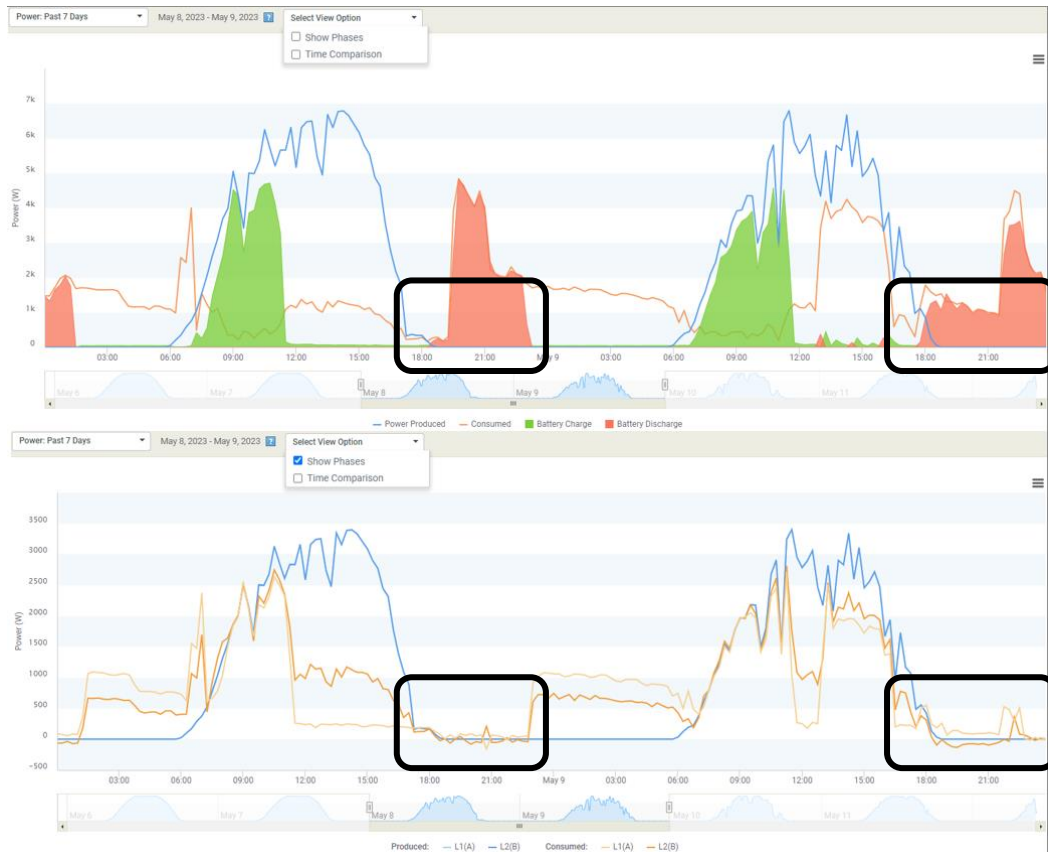 Power: Past 7 Days May 8, 2023 - May 9, 2023 ? Select View Option
Show Phases
Time Comparison
7k
6k
5k
4k
3k
2k
1k
0
Power (W)
03:00 06:00 09:00 12:00 15:00 18:00 21:00 May 9 03:00 06:00 09:00 12:00 15:00 18:00 21:00
May 6 May 7 May 8 May 9 May 10 May 11
Power Produced Consumed Battery Charge Battery Discharge
Power: Past 7 Days May 8, 2023 - May 9, 2023 ? Select View Option
Show Phases
Time Comparison
3500
3000
2500
2000
1500
1000
500
0
-500
Power (W)
03:00 06:00 09:00 12:00 15:00 18:00 21:00 May 9 03:00 06:00 09:00 12:00 15:00 18:00 21:00
May 6 May 7 May 8 May 9 May 10 May 11
Produced: L1(A) L2(B) Consumed: L1(A) L2(B)